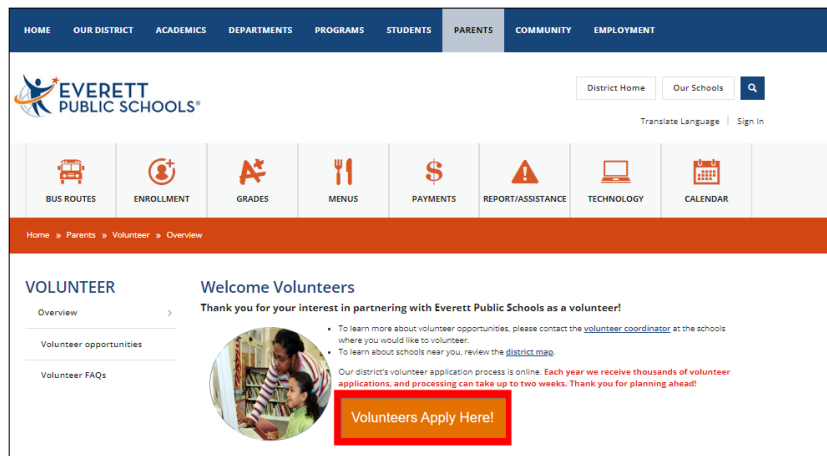 HOME OUR DISTRICT ACADEMICS DEPARTMENTS PROGRAMS STUDENTS PARENTS COMMUNITY EMPLOYMENT
EVERETT
PUBLIC SCHOOLS®
District Home Our Schools
Translate Language | Sign In
BUS ROUTES ENROLLMENT GRADES MENUS PAYMENTS REPORT/ASSISTANCE TECHNOLOGY CALENDAR
Home » Parents » Volunteer » Overview
VOLUNTEER
Overview >
Volunteer opportunities
Volunteer FAQs
Welcome Volunteers
Thank you for your interest in partnering with Everett Public Schools as a volunteer!
• To learn more about volunteer opportunities, please contact the volunteer coordinator at the schools
where you would like to volunteer.
• To learn about schools near you, review the district map.
Our district's volunteer application process is online. Each year we receive thousands of volunteer
applications, and processing can take up to two weeks. Thank you for planning ahead!
Volunteers Apply Here!